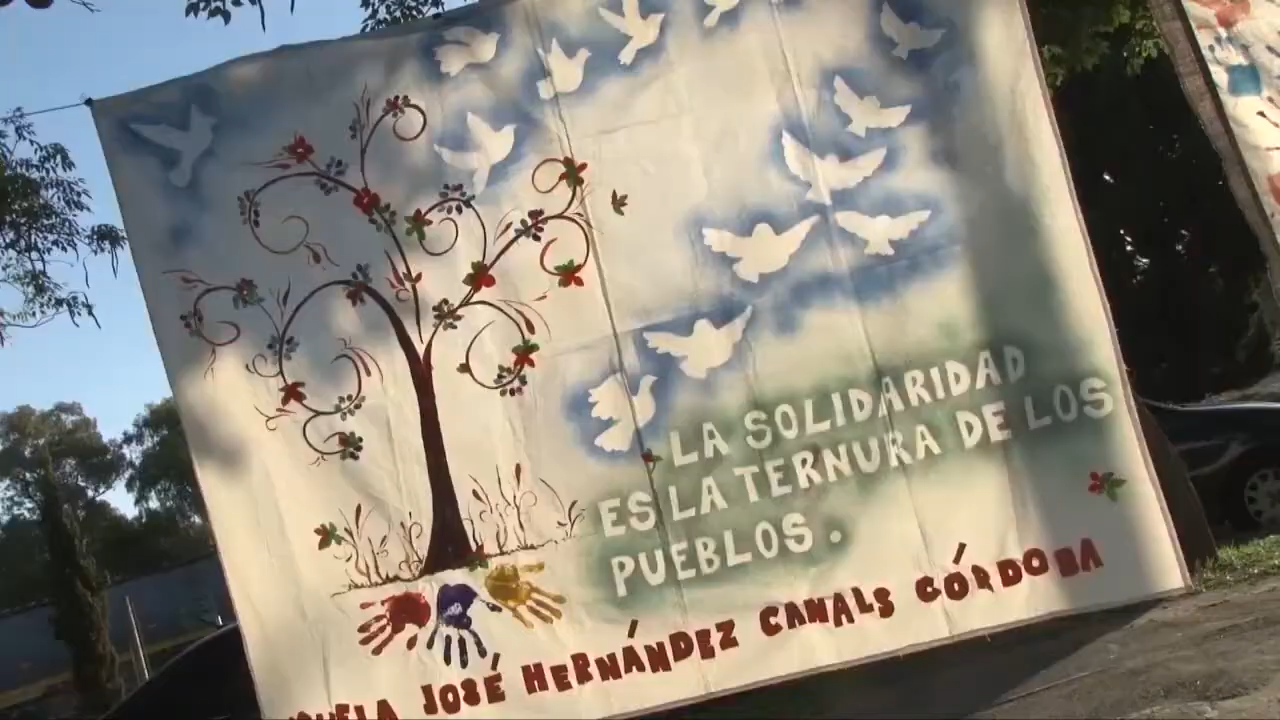 LA SOLIDARIDAD
ES LA TERNURA DE LOS
PUEBLOS.
JOSÉ HERNÁNDEZ CANALS CÓRDOBA